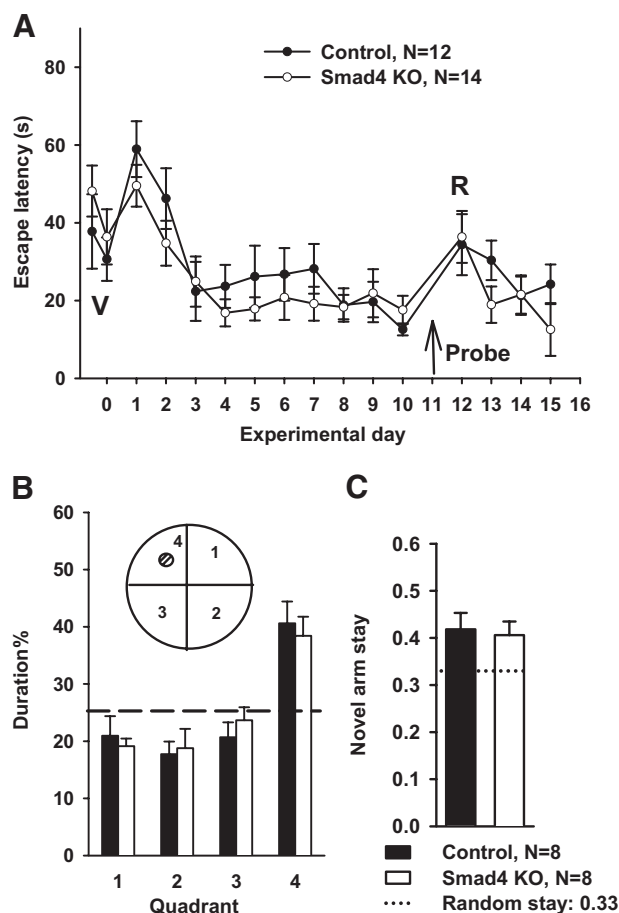 A
Control, N=12
Smad4 KO, N=14
80
60
40
20
0
Escape latency (s)
V
R
Probe
0 1 2 3 4 5 6 7 8 9 10 11 12 13 14 15 16
Experimental day
B
60
50
40
30
20
10
0
Duration%
4
1
3
2
1 2 3 4
Quadrant
C
0.6
0.5
0.4
0.3
0.2
0.1
0.0
Novel arm stay
Control, N=8
Smad4 KO, N=8
Random stay: 0.33